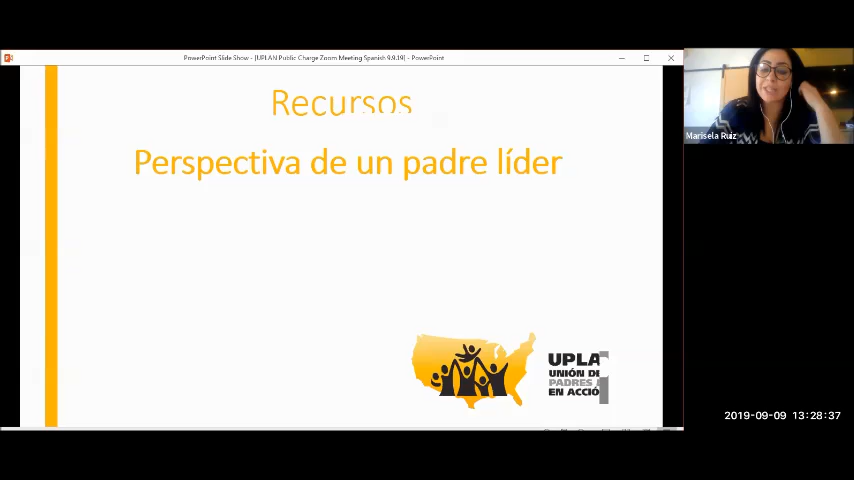 PowerPoint Slide Show - [UPLAN Public Charge Zoom Meeting Spanish 9.9.19] - PowerPoint
Recursos
Perspectiva de un padre líder
UPLA
UNIÓN DE
PADRES
EN ACCIÓ
Marisela Ruiz
2019-09-09 13:28:37